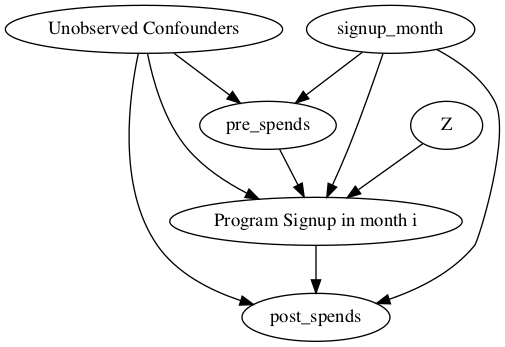 Unobserved Confounders
signup_month
pre_spends
Z
Program Signup in month i
post_spends